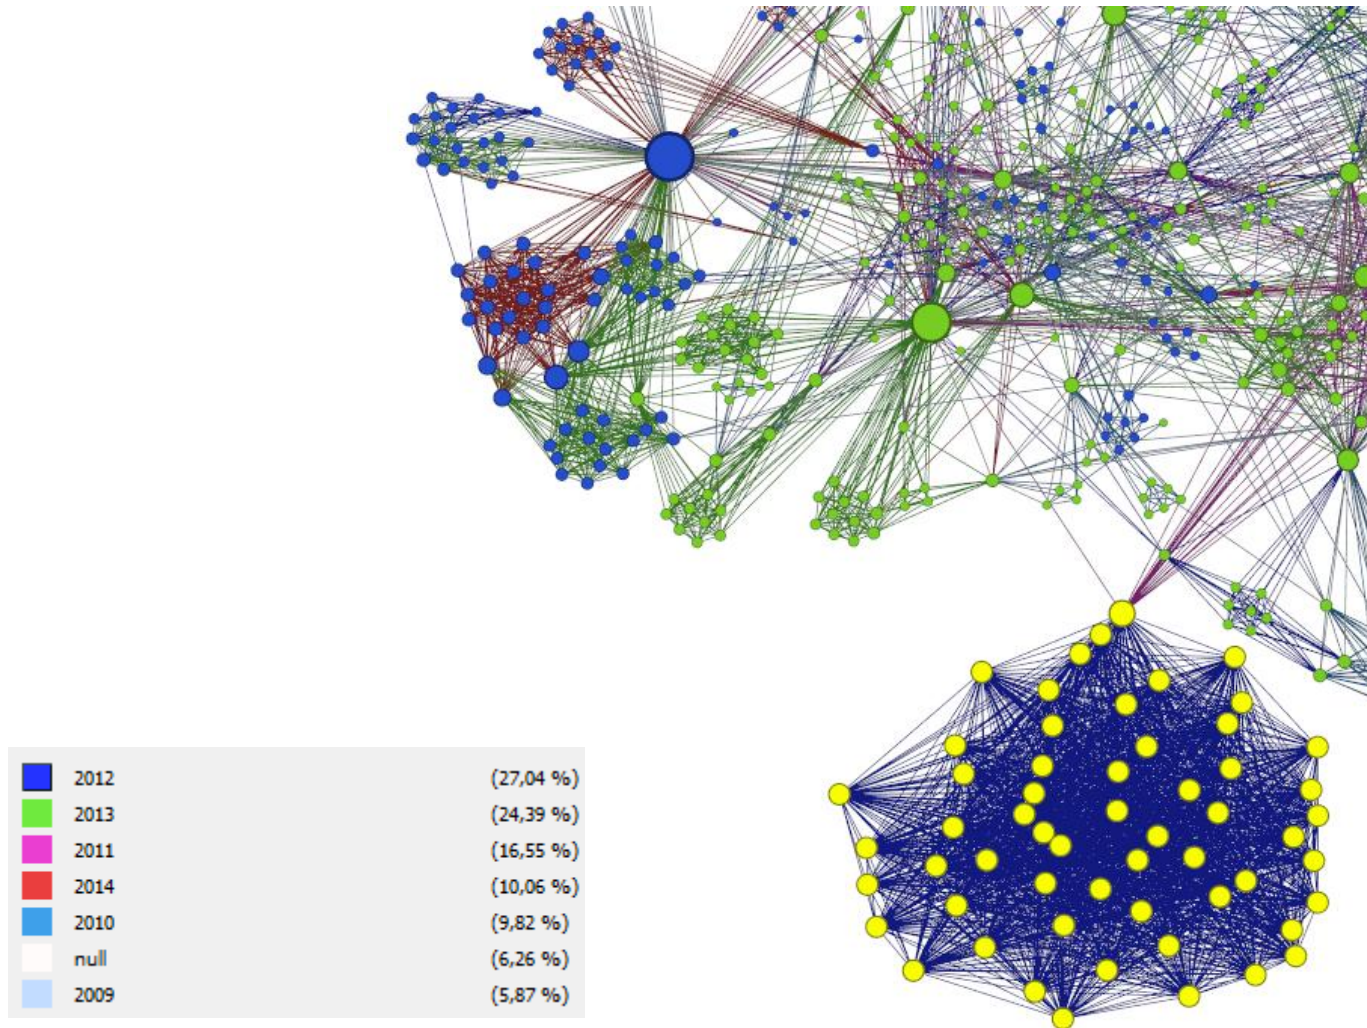 2012 (27,04 %)
2013 (24,39 %)
2011 (16,55 %)
2014 (10,06 %)
2010 (9,82 %)
null (6,26 %)
2009 (5,87 %)